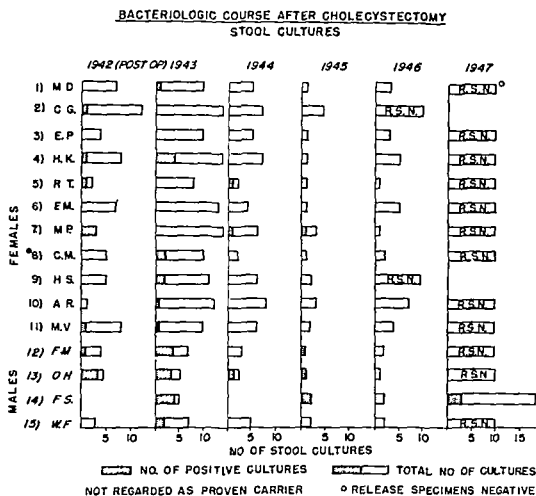 BACTERIOLOGIC COURSE AFTER CHOLECYSTECTOMY
STOOL CULTURES
1942 (POST OP) 1943 1944 1945 1946 1947
FEMALES
1) M D R.S.N. o
2) C G. R.S.N.
3) E.P R.S.N.
4) H.K. R.S.N.
5) R T. R.S.N.
6) E M. R.S.N.
7) M P. R.S.N.
8) C.M. R.S.N.
9) H S. R.S.N.
10) A R. R.S.N.
11) M.V R.S.N.
MALES
12) F.M R.S.N.
13) O H R.S.N.
14) F.S.
15) W.F R.S.N.
5 10 5 10 5 10 5 10 5 10 5 10 15
NO OF STOOL CULTURES
NO. OF POSITIVE CULTURES TOTAL NO OF CULTURES
NOT REGARDED AS PROVEN CARRIER o RELEASE SPECIMENS NEGATIVE